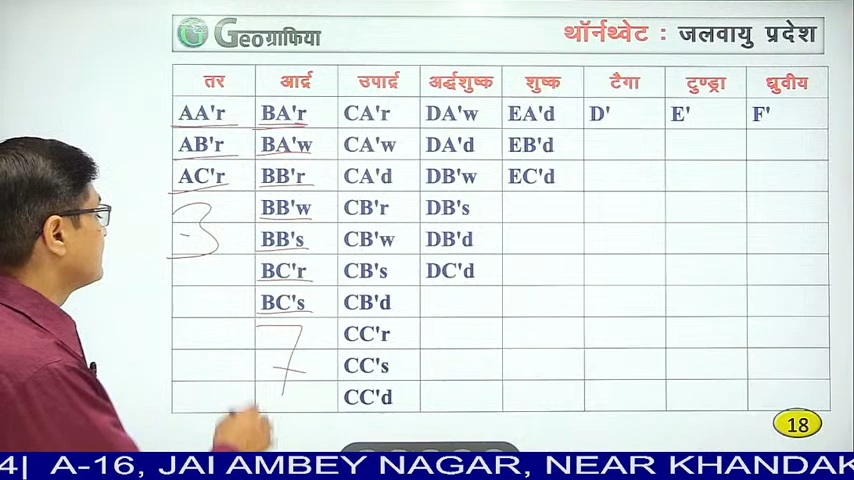 Geoग्राफिया
थॉर्नथ्वेट : जलवायु प्रदेश
तर आर्द्र उपार्द्र अर्द्धशुष्क शुष्क टैगा टुण्ड्रा ध्रुवीय
AA'r BA'r CA'r DA'w EA'd D' E' F'
AB'r BA'w CA'w DA'd EB'd
AC'r BB'r CA'd DB'w EC'd
BB'w CB'r DB's
3
BB's CB'w DB'd
BC'r CB's DC'd
BC's CB'd
7
CC'r
CC's
CC'd
18
4| A-16, JAI AMBEY NAGAR, NEAR KHANDAK